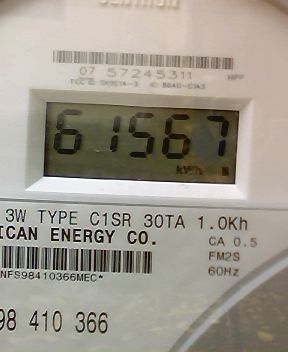 07 57245311 HPP
61567
kWh
3W TYPE C1SR 30TA 1.0Kh
ICAN ENERGY CO. CA 0.5
FM2S
NFS98410366MEC* 60Hz
98 410 366